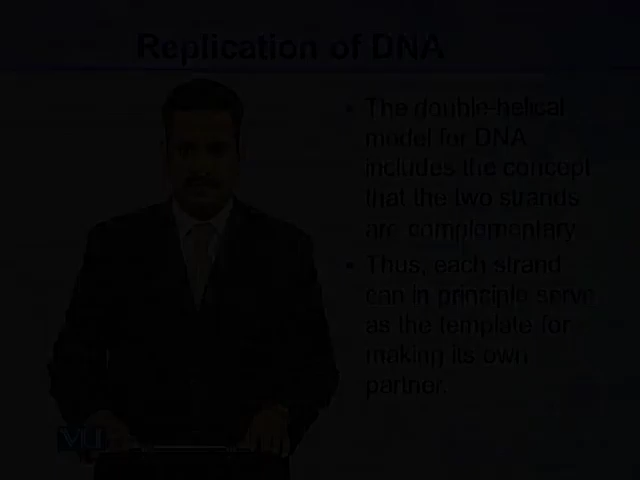 Replication of DNA
• The double-helical
model for DNA
includes the concept
that the two strands
are complementary
• Thus, each strand
can in principle serve
as the template for
making its own
partner.
VU